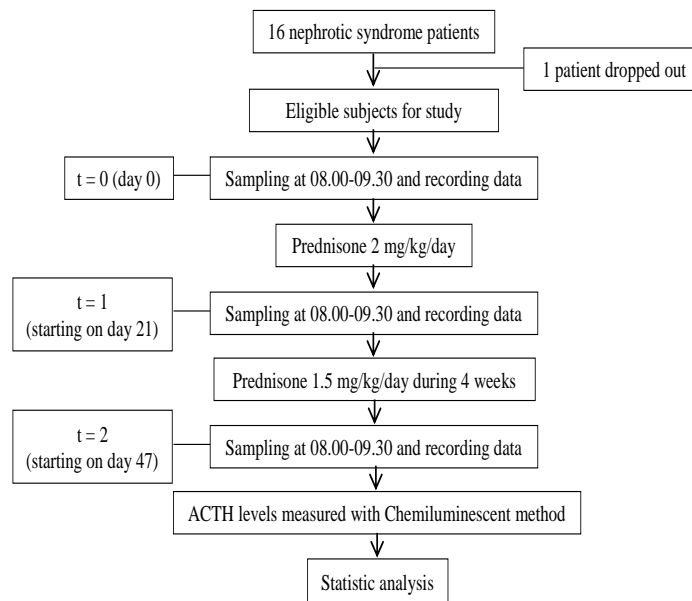 16 nephrotic syndrome patients
1 patient dropped out
Eligible subjects for study
t = 0 (day 0)
Sampling at 08.00-09.30 and recording data
Prednisone 2 mg/kg/day
t = 1
(starting on day 21)
Sampling at 08.00-09.30 and recording data
Prednisone 1.5 mg/kg/day during 4 weeks
t = 2
(starting on day 47)
Sampling at 08.00-09.30 and recording data
ACTH levels measured with Chemiluminescent method
Statistic analysis